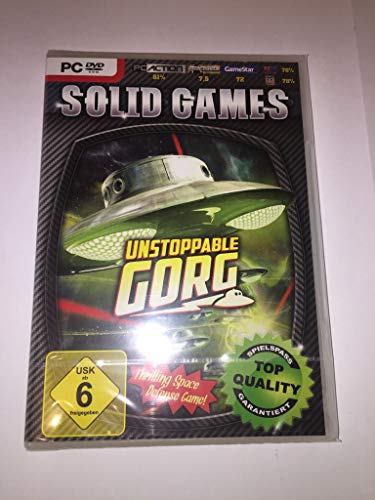 PC DVD
PC ACTION
GameStar
76%
81%
7,5
72
78%
SOLID GAMES
UNSTOPPABLE
GORG
USK
ab
6
freigegeben
Thrilling Space
Defense Game!
SPIELSPASS
TOP
QUALITY
GARANTIERT